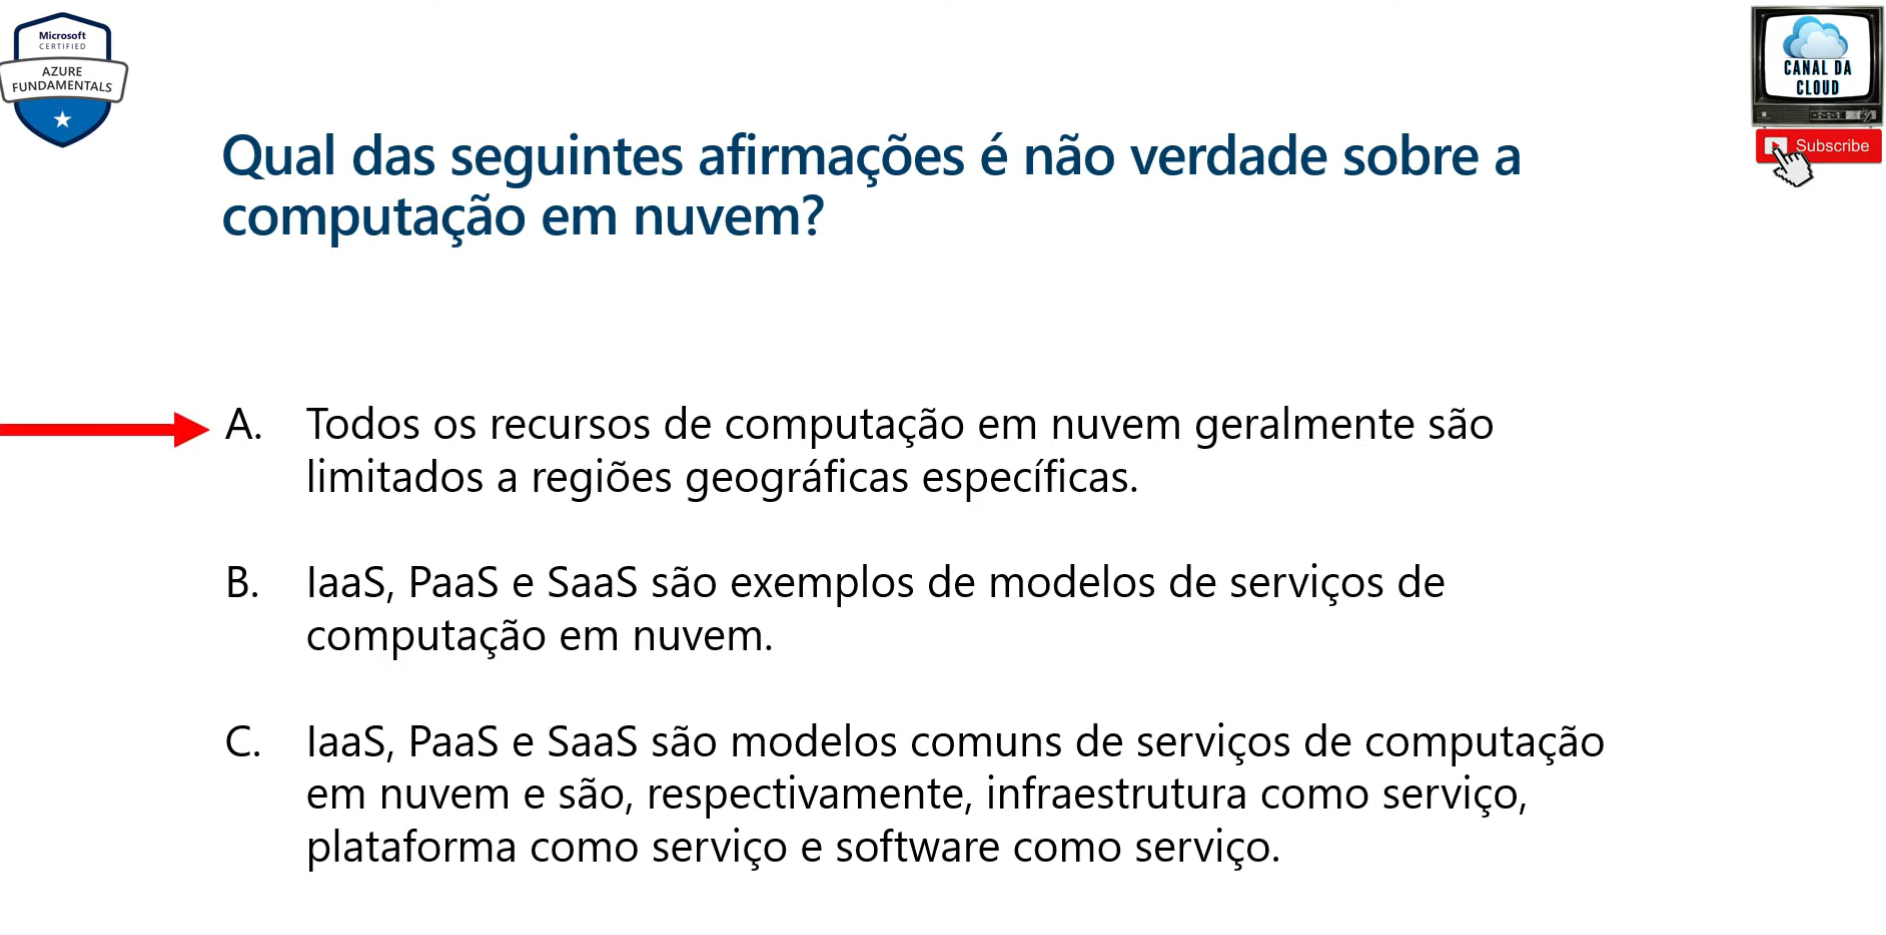 Microsoft
CERTIFIED
AZURE
FUNDAMENTALS
CANAL DA
CLOUD
Subscribe
Qual das seguintes afirmações é não verdade sobre a
computação em nuvem?
A. Todos os recursos de computação em nuvem geralmente são
limitados a regiões geográficas específicas.
B. IaaS, PaaS e SaaS são exemplos de modelos de serviços de
computação em nuvem.
C. IaaS, PaaS e SaaS são modelos comuns de serviços de computação
em nuvem e são, respectivamente, infraestrutura como serviço,
plataforma como serviço e software como serviço.